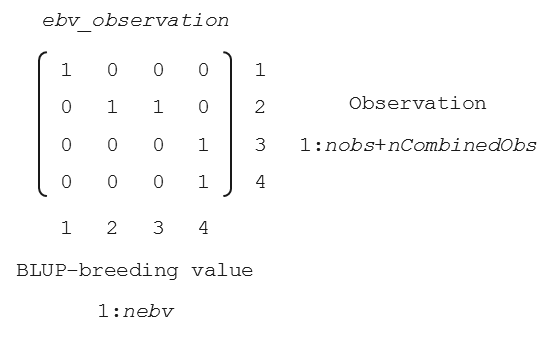 ebv_observation
1 0 0 0 1
0 1 1 0 2
Observation
0 0 0 1 3
1:nobs+nCombinedObs
0 0 0 1 4
1 2 3 4
BLUP-breeding value
1:nebv